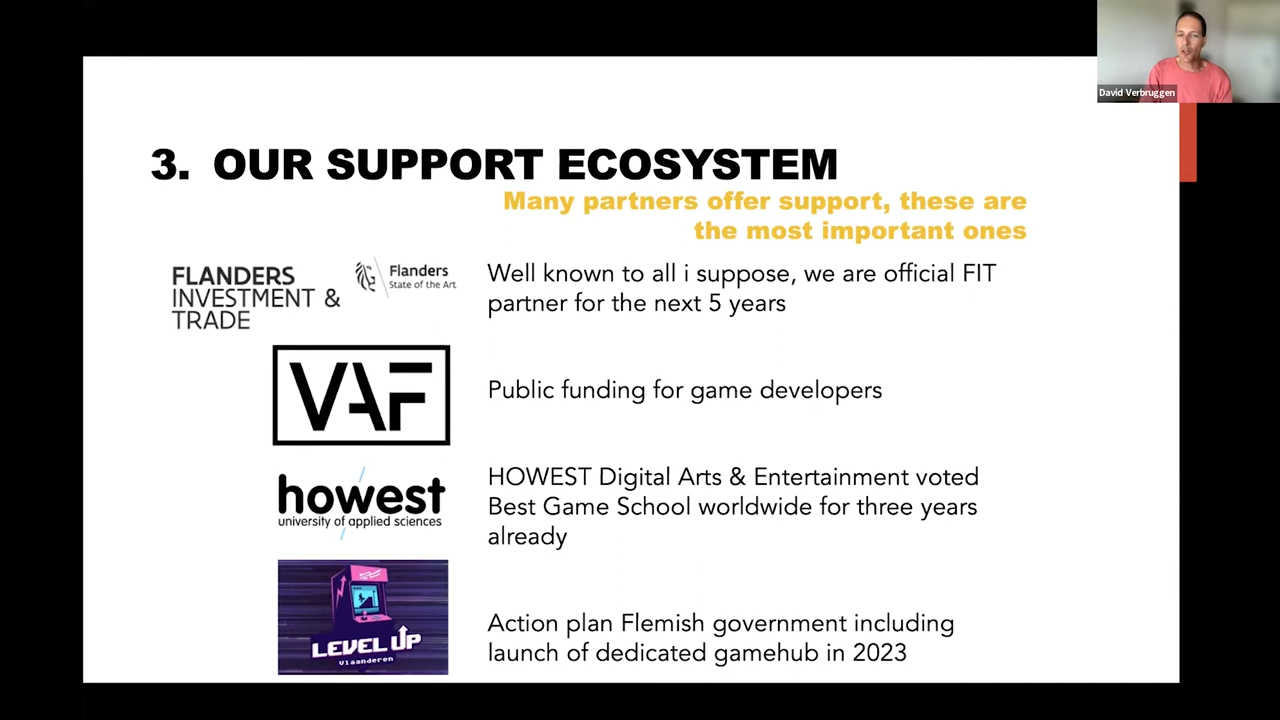 David Verbruggen
3. OUR SUPPORT ECOSYSTEM
Many partners offer support, these are
the most important ones
FLANDERS
INVESTMENT &
TRADE
Flanders
State of the Art
Well known to all i suppose, we are official FIT
partner for the next 5 years
VAF
Public funding for game developers
howest
university of applied sciences
HOWEST Digital Arts & Entertainment voted
Best Game School worldwide for three years
already
LEVEL UP
vlaanderen
Action plan Flemish government including
launch of dedicated gamehub in 2023